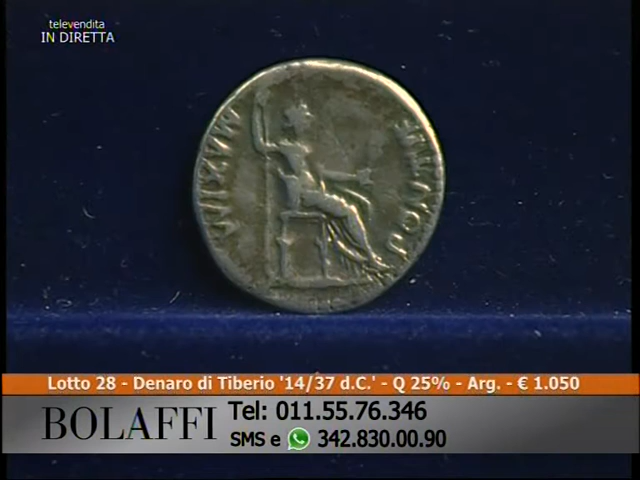 televendita
IN DIRETTA
PONTIF
MAXIM
Lotto 28 - Denaro di Tiberio '14/37 d.C.' - Q 25% - Arg. - € 1.050
BOLAFFI
Tel: 011.55.76.346
SMS e 342.830.00.90